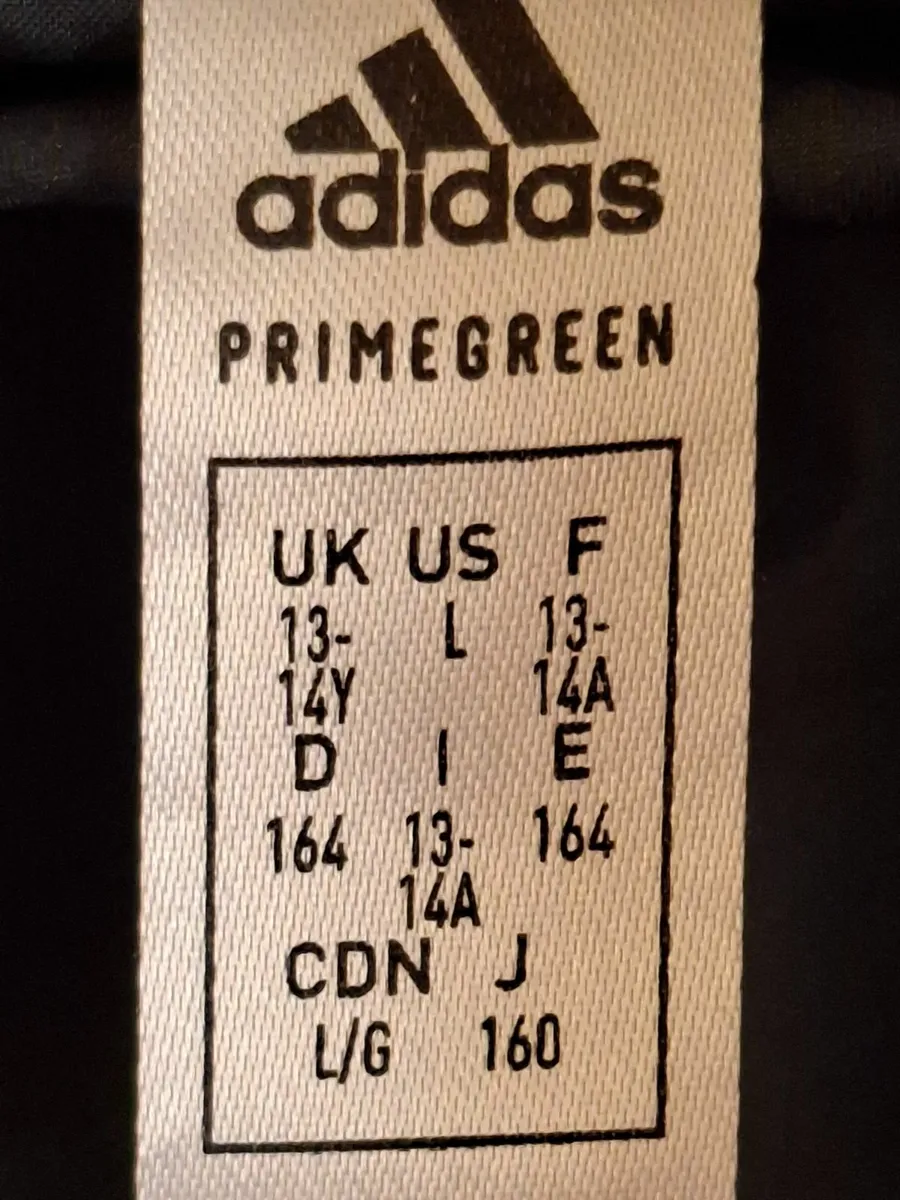 adidas
PRIMEGREEN
UK US F
13- L 13-
14Y 14A
D I E
164 13- 164
14A
CDN J
L/G 160